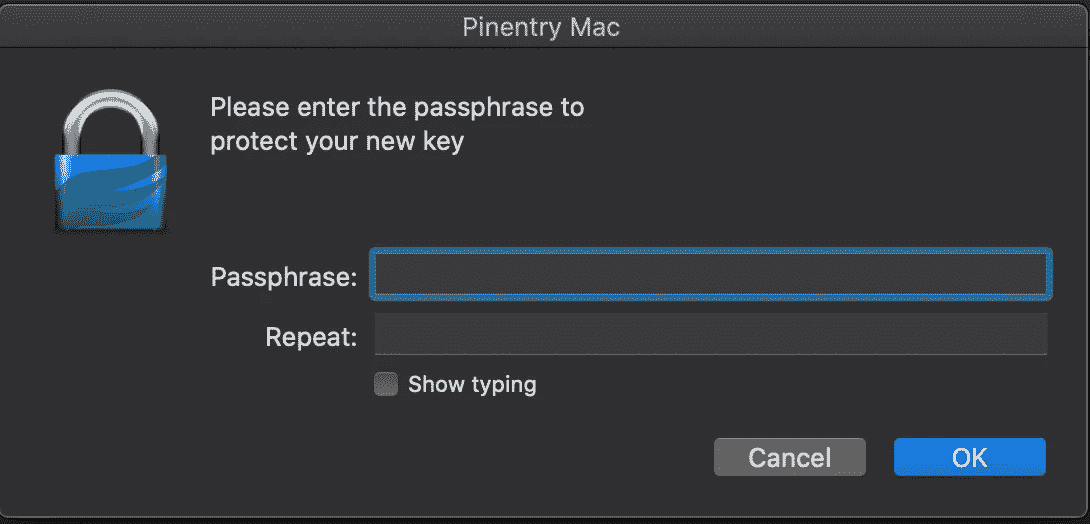 Pinentry Mac
Please enter the passphrase to
protect your new key
Passphrase:
Repeat:
Show typing
Cancel OK